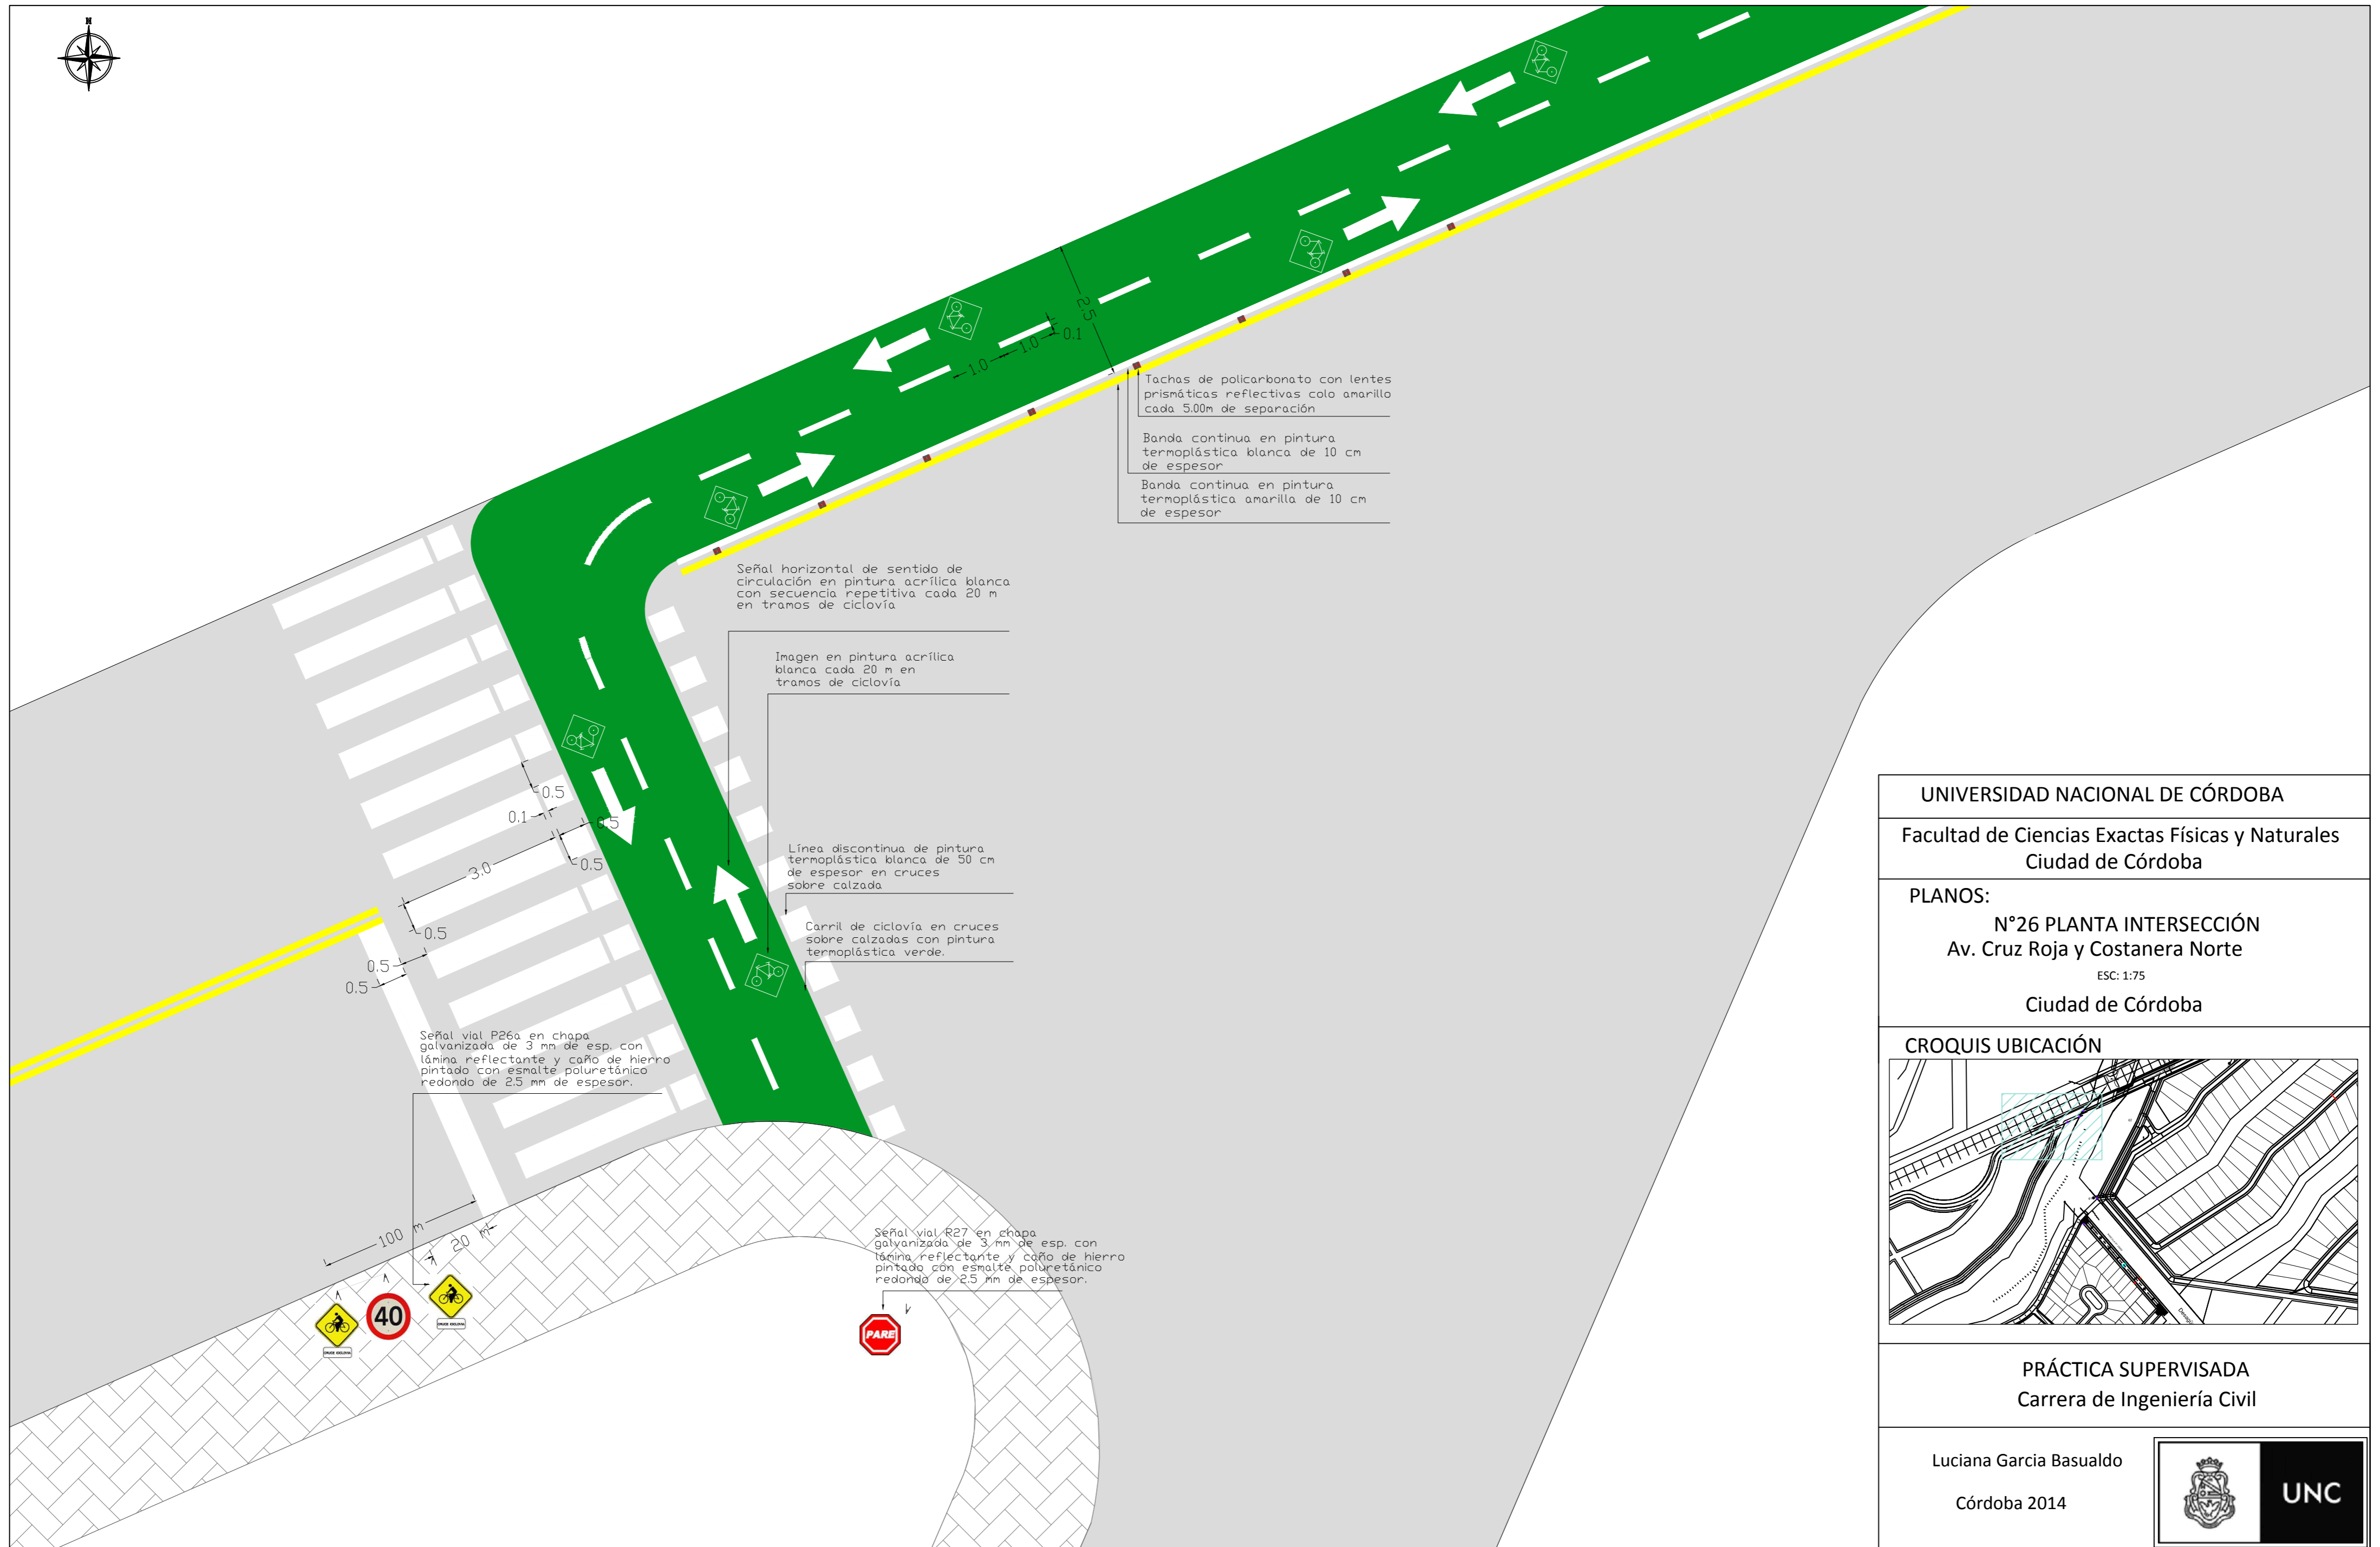 N
2.5
1.0
1.0
0.1
Tachas de policarbonato con lentes
prismáticas reflectivas colo amarillo
cada 5.00m de separación
Banda continua en pintura
termoplástica blanca de 10 cm
de espesor
Banda continua en pintura
termoplástica amarilla de 10 cm
de espesor
Señal horizontal de sentido de
circulación en pintura acrílica blanca
con secuencia repetitiva cada 20 m
en tramos de ciclovía
Imagen en pintura acrílica
blanca cada 20 m en
tramos de ciclovía
0.5
0.1
0.5
0.5
3.0
0.5
0.5
0.5
Línea discontinua de pintura
termoplástica blanca de 50 cm
de espesor en cruces
sobre calzada
Carril de ciclovía en cruces
sobre calzadas con pintura
termoplástica verde.
Señal vial P26a en chapa
galvanizada de 3 mm de esp. con
lámina reflectante y caño de hierro
pintado con esmalte poluretánico
redondo de 2.5 mm de espesor.
100 m
20 m
Señal vial R27 en chapa
galvanizada de 3 mm de esp. con
lámina reflectante y caño de hierro
pintado con esmalte poluretánico
redondo de 2.5 mm de espesor.
40
CRUCE CICLOVIA
CRUCE CICLOVIA
PARE
UNIVERSIDAD NACIONAL DE CÓRDOBA
Facultad de Ciencias Exactas Físicas y Naturales
Ciudad de Córdoba
PLANOS:
N°26 PLANTA INTERSECCIÓN
Av. Cruz Roja y Costanera Norte
ESC: 1:75
Ciudad de Córdoba
CROQUIS UBICACIÓN
PRÁCTICA SUPERVISADA
Carrera de Ingeniería Civil
Luciana Garcia Basualdo
Córdoba 2014
UNC